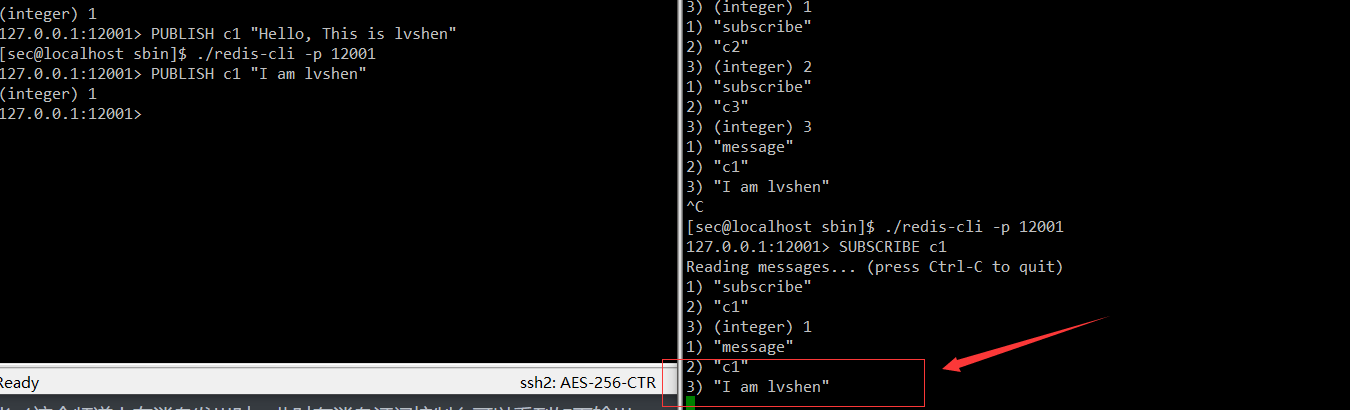 (integer) 1
127.0.0.1:12001> PUBLISH c1 "Hello, This is lvshen"
[sec@localhost sbin]$ ./redis-cli -p 12001
127.0.0.1:12001> PUBLISH c1 "I am lvshen"
(integer) 1
127.0.0.1:12001>
Ready
ssh2: AES-256-CTR
3) (integer) 1
1) "subscribe"
2) "c2"
3) (integer) 2
1) "subscribe"
2) "c3"
3) (integer) 3
1) "message"
2) "c1"
3) "I am lvshen"
^C
[sec@localhost sbin]$ ./redis-cli -p 12001
127.0.0.1:12001> SUBSCRIBE c1
Reading messages... (press Ctrl-C to quit)
1) "subscribe"
2) "c1"
3) (integer) 1
1) "message"
2) "c1"
3) "I am lvshen"